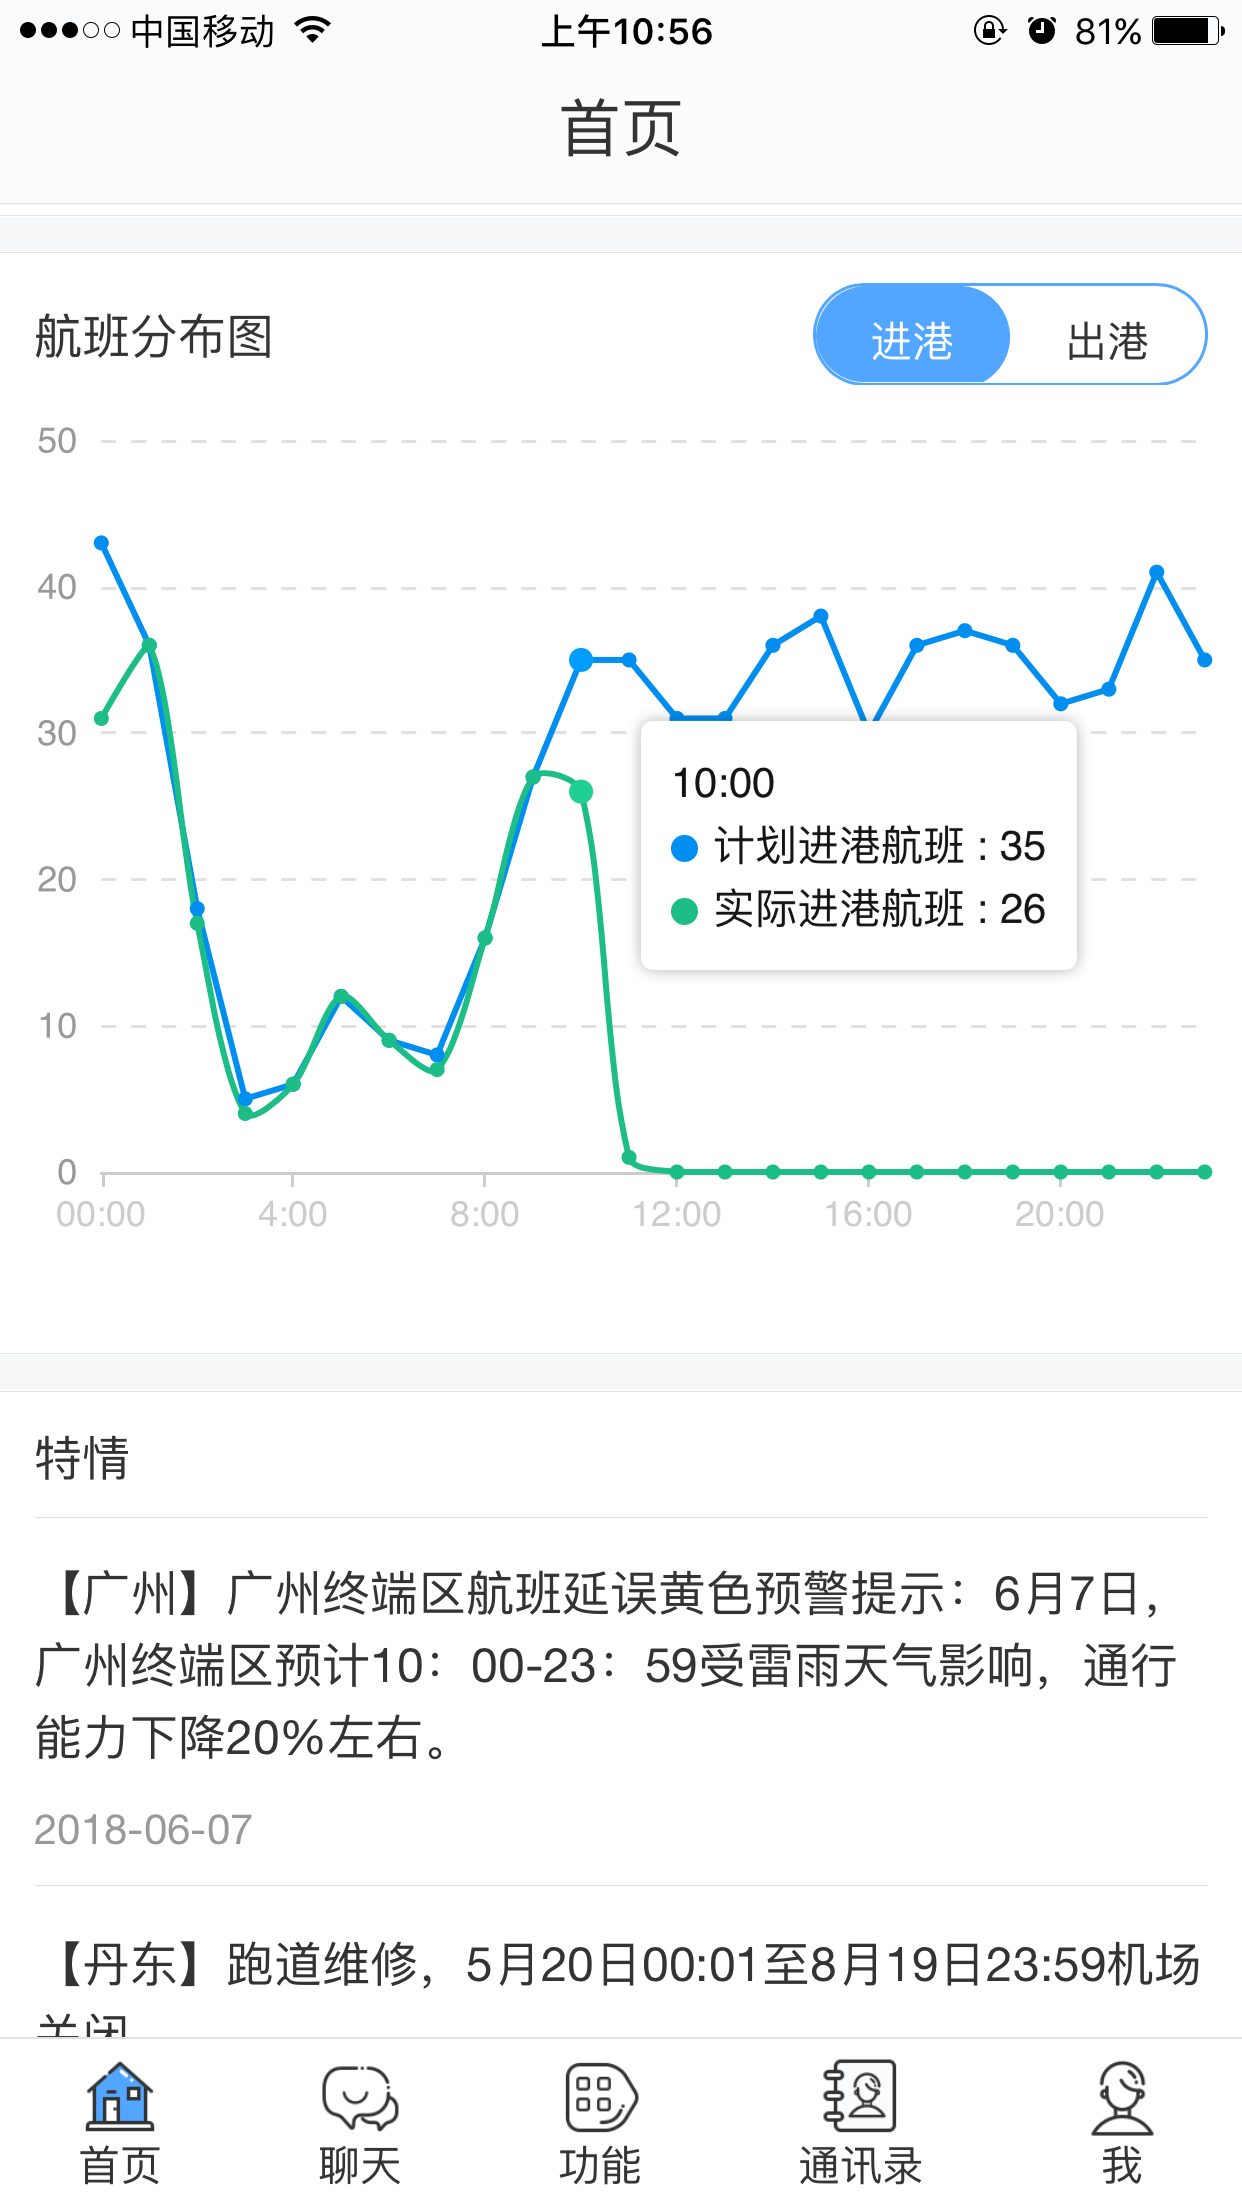 中国移动 上午10:56 81%
首页
航班分布图 进港 出港
50
40
30
20
10
0
10:00
计划进港航班 : 35
实际进港航班 : 26
00:00 4:00 8:00 12:00 16:00 20:00
特情
【广州】广州终端区航班延误黄色预警提示：6月7日，
广州终端区预计10：00-23：59受雷雨天气影响，通行
能力下降20%左右。
2018-06-07
【丹东】跑道维修，5月20日00:01至8月19日23:59机场
关闭
首页 聊天 功能 通讯录 我